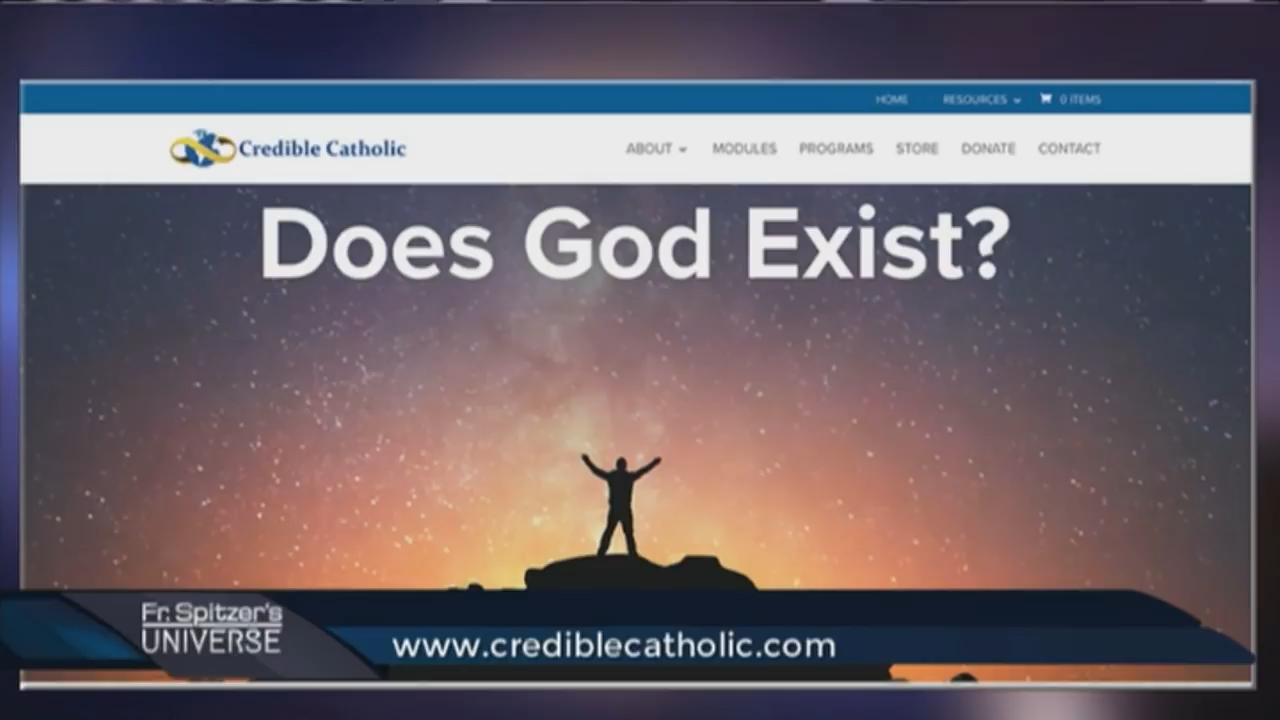 HOME RESOURCES 0 ITEMS
Credible Catholic ABOUT MODULES PROGRAMS STORE DONATE CONTACT
Does God Exist?
Fr. Spitzer's
UNIVERSE
www.crediblecatholic.com